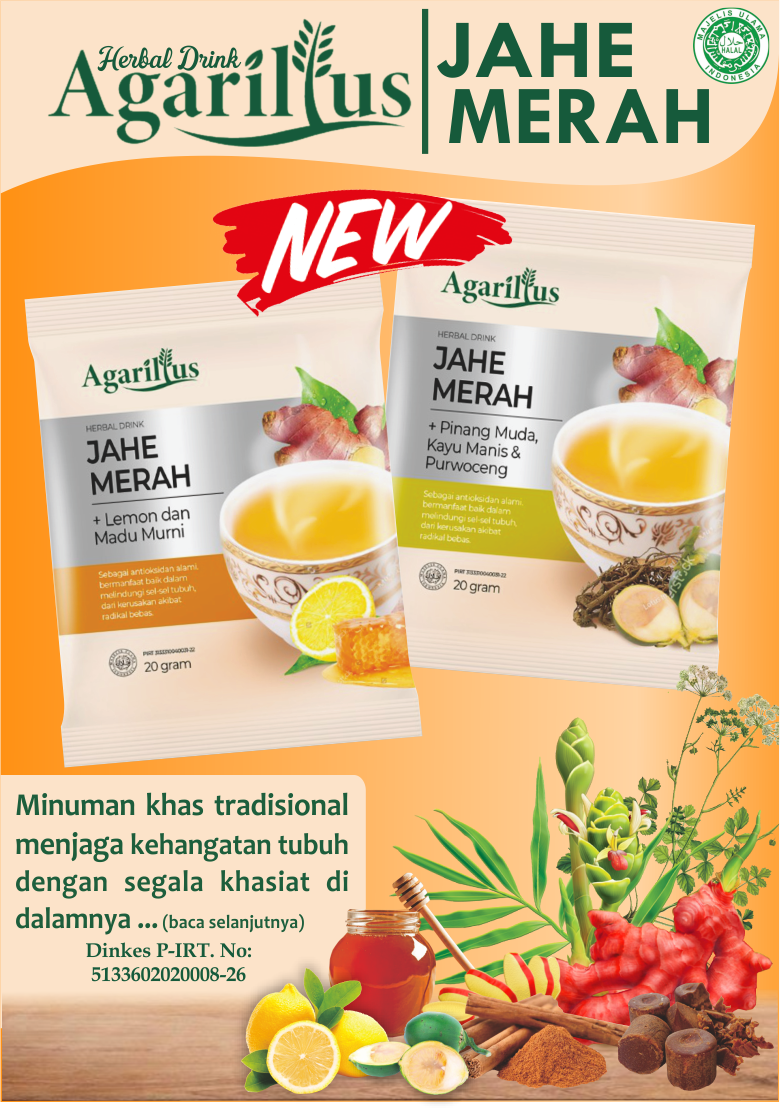 Herbal Drink
Agarillus
JAHE
MERAH
MAJELIS ULAMA
HALAL
INDONESIA
NEW
Agarillus
HERBAL DRINK
JAHE
MERAH
+ Lemon dan
Madu Murni
Sebagai antioksidan alami,
bermanfaat baik dalam
melindungi sel-sel tubuh,
dari kerusakan akibat
radikal bebas.
20 gram
Agarillus
HERBAL DRINK
JAHE
MERAH
+ Pinang Muda,
Kayu Manis &
Purwoceng
Sebagai antioksidan alami,
bermanfaat baik dalam
melindungi sel-sel tubuh,
dari kerusakan akibat
radikal bebas.
20 gram
Minuman khas tradisional
menjaga kehangatan tubuh
dengan segala khasiat di
dalamnya ... (baca selanjutnya)
Dinkes P-IRT. No:
5133602020008-26